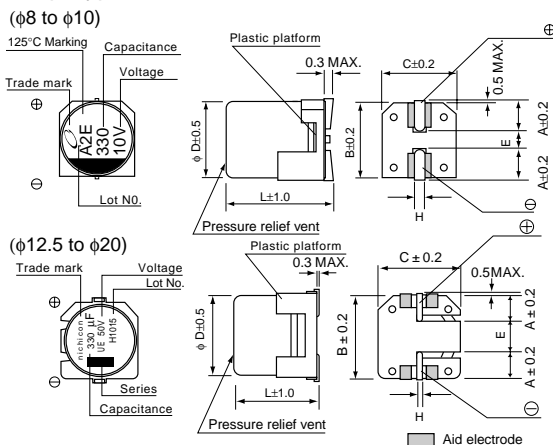 (ϕ8 to ϕ10)
125°C Marking
Capacitance
Trade mark
Voltage
A2E
330
10V
Lot N0.
Plastic platform
0.3 MAX.
ϕ D±0.5
L±1.0
Pressure relief vent
C±0.2
0.5 MAX.
B±0.2
A±0.2
E
A±0.2
H
⊕
⊖
⊕
⊖
(ϕ12.5 to ϕ20)
Trade mark
Voltage
Lot No.
nichicon
330 µF
UE 50V
H1015
Series
Capacitance
Plastic platform
0.3 MAX.
ϕ D±0.5
L±1.0
Pressure relief vent
C ± 0.2
0.5MAX.
B ± 0.2
A ± 0.2
E
A ± 0.2
H
⊕
⊖
⊕
⊖
Aid electrode